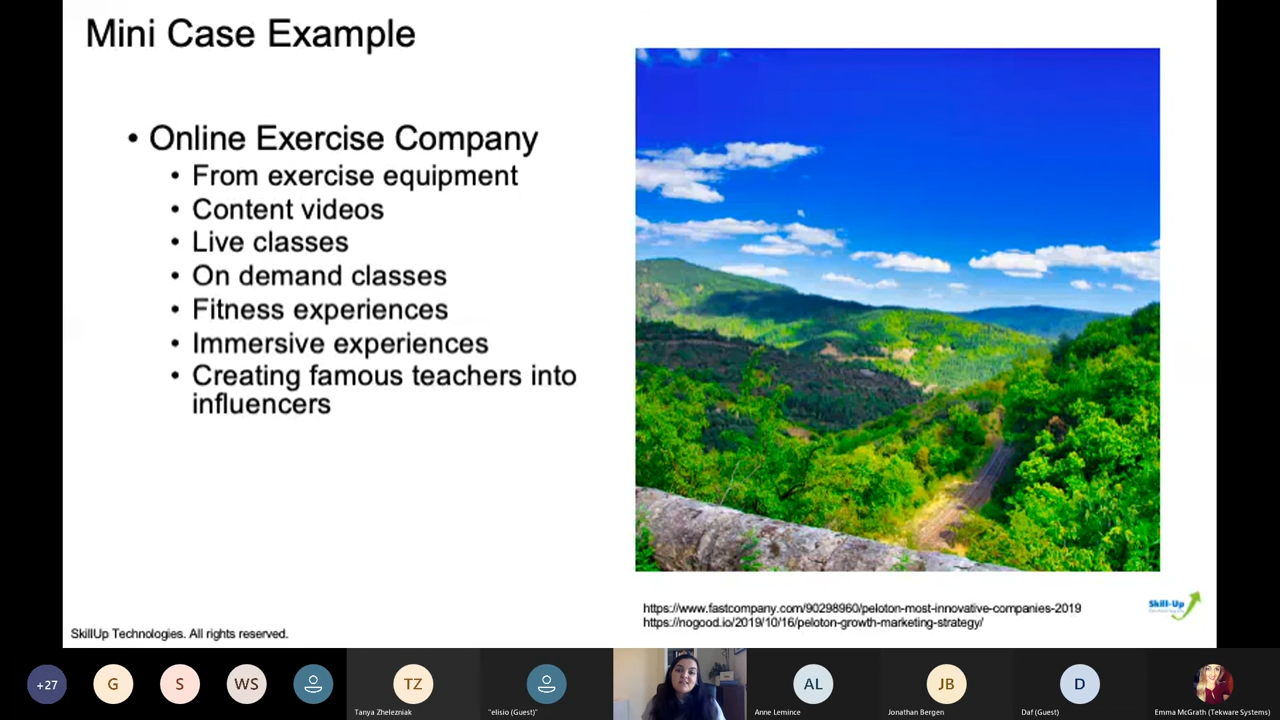 Mini Case Example
• Online Exercise Company
• From exercise equipment
• Content videos
• Live classes
• On demand classes
• Fitness experiences
• Immersive experiences
• Creating famous teachers into
influencers
https://www.fastcompany.com/90298960/peloton-most-innovative-companies-2019
https://nogood.io/2019/10/16/peloton-growth-marketing-strategy/
Skill-Up
SkillUp Technologies. All rights reserved.
+27
G
S
WS
TZ
AL
JB
D
Tanya Zhelezniak
"elisio (Guest)"
Anne Lemince
Jonathan Bergen
Daf (Guest)
Emma McGrath (Tekware Systems)